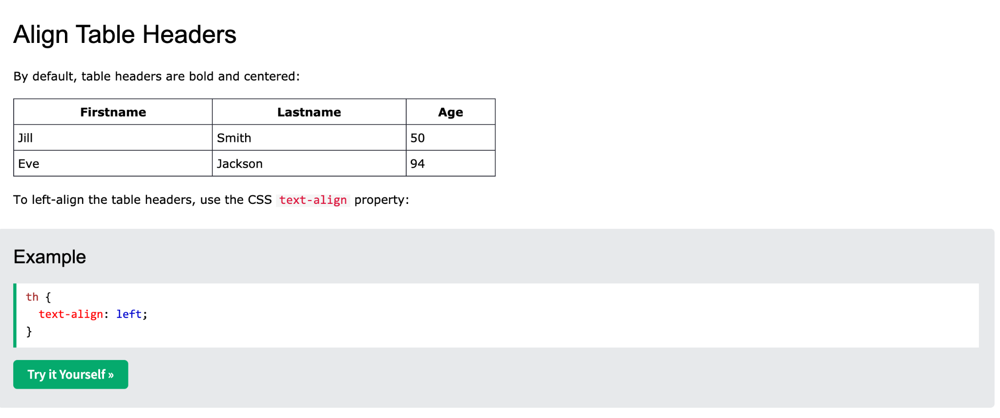 Align Table Headers
By default, table headers are bold and centered:
Firstname Lastname Age
Jill Smith 50
Eve Jackson 94
To left-align the table headers, use the CSS text-align property:
Example
th {
  text-align: left;
}
Try it Yourself »